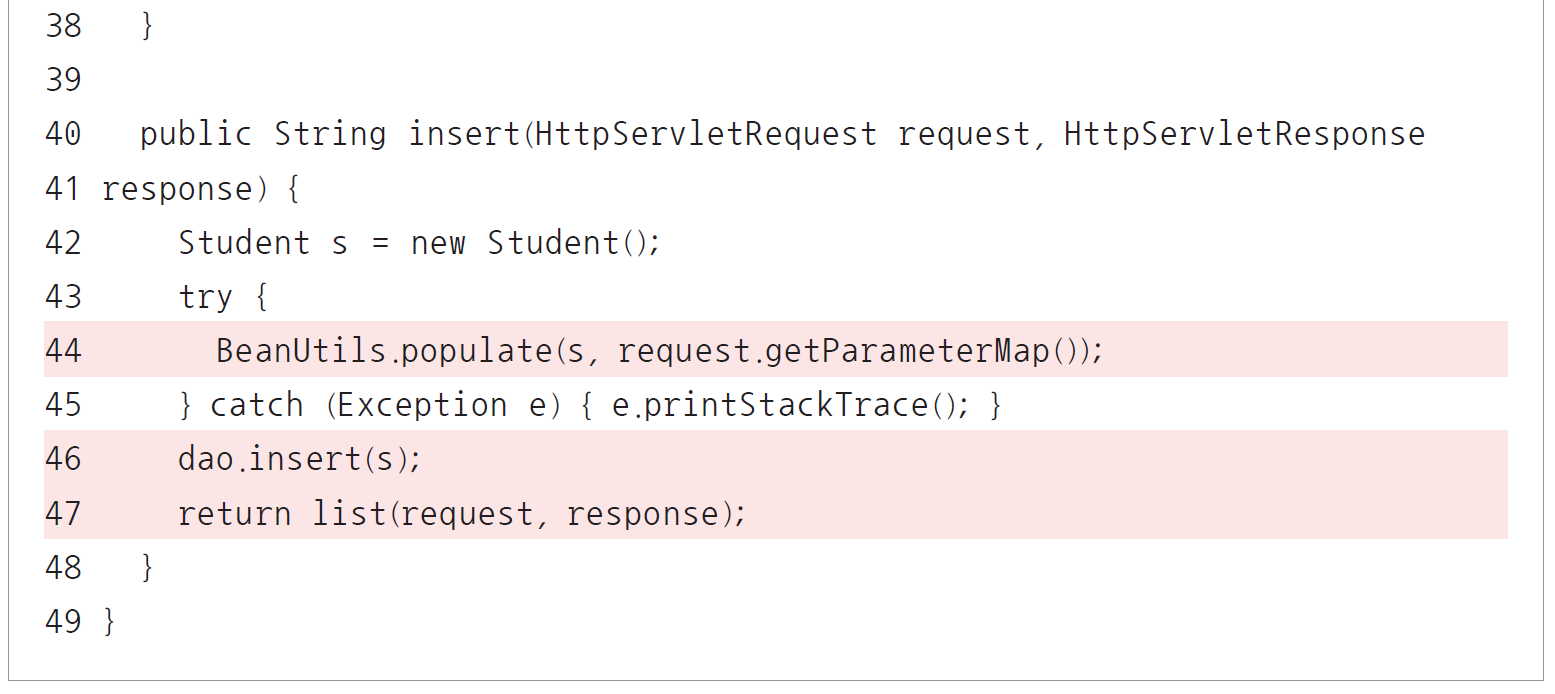 38   }
39
40   public String insert(HttpServletRequest request, HttpServletResponse
41 response) {
42     Student s = new Student();
43     try {
44       BeanUtils.populate(s, request.getParameterMap());
45     } catch (Exception e) { e.printStackTrace(); }
46     dao.insert(s);
47     return list(request, response);
48   }
49 }